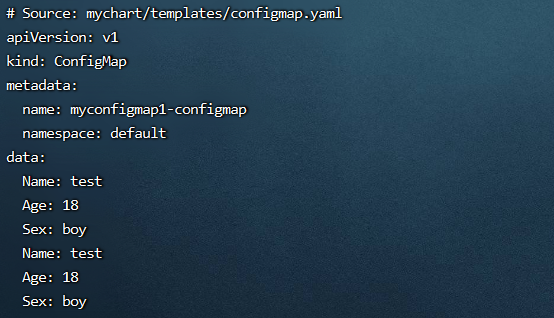 # Source: mychart/templates/configmap.yaml
apiVersion: v1
kind: ConfigMap
metadata:
  name: myconfigmap1-configmap
  namespace: default
data:
  Name: test
  Age: 18
  Sex: boy
  Name: test
  Age: 18
  Sex: boy